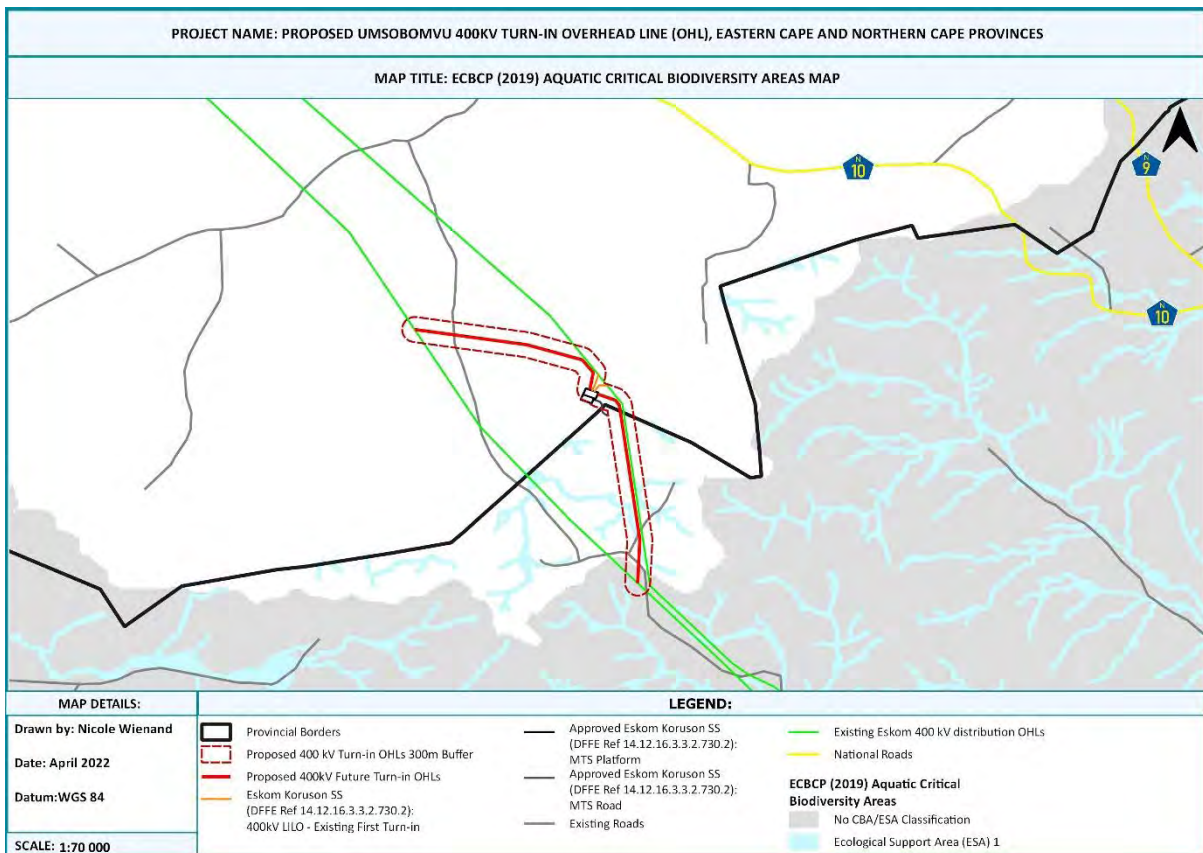 PROJECT NAME: PROPOSED UMSOBOMVU 400KV TURN-IN OVERHEAD LINE (OHL), EASTERN CAPE AND NORTHERN CAPE PROVINCES
MAP TITLE: ECBCP (2019) AQUATIC CRITICAL BIODIVERSITY AREAS MAP
N
10
N
9
N
10
MAP DETAILS:
Drawn by: Nicole Wienand
Date: April 2022
Datum:WGS 84
SCALE: 1:70 000
LEGEND:
Provincial Borders
Proposed 400 kV Turn-in OHLs 300m Buffer
Proposed 400kV Future Turn-in OHLs
Eskom Koruson SS
(DFFE Ref 14.12.16.3.3.2.730.2):
400kV LILO - Existing First Turn-in
Approved Eskom Koruson SS
(DFFE Ref 14.12.16.3.3.2.730.2):
MTS Platform
Approved Eskom Koruson SS
(DFFE Ref 14.12.16.3.3.2.730.2):
MTS Road
Existing Roads
Existing Eskom 400 kV distribution OHLs
National Roads
ECBCP (2019) Aquatic Critical
Biodiversity Areas
No CBA/ESA Classification
Ecological Support Area (ESA) 1